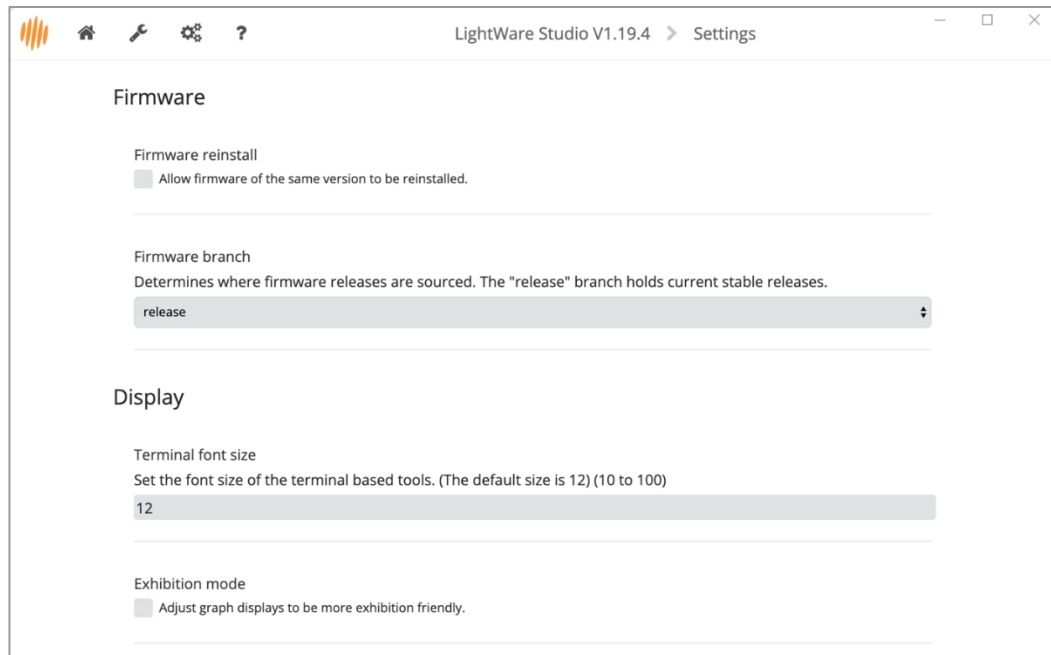 ? LightWare Studio V1.19.4 > Settings
Firmware
Firmware reinstall
Allow firmware of the same version to be reinstalled.
Firmware branch
Determines where firmware releases are sourced. The "release" branch holds current stable releases.
release
Display
Terminal font size
Set the font size of the terminal based tools. (The default size is 12) (10 to 100)
12
Exhibition mode
Adjust graph displays to be more exhibition friendly.